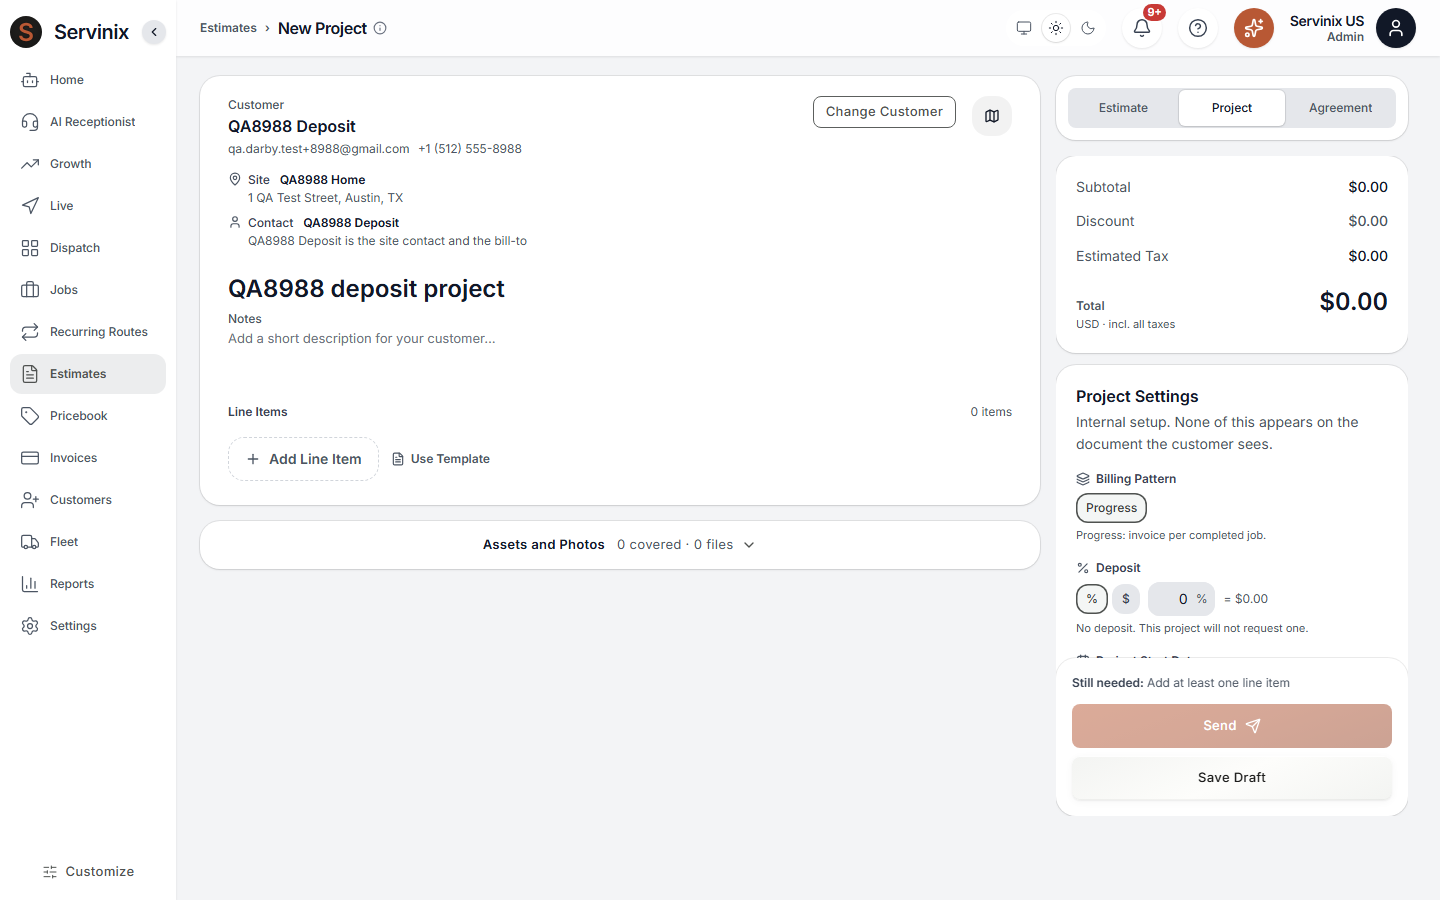 S
Servinix
Home
AI Receptionist
Growth
Live
Dispatch
Jobs
Recurring Routes
Estimates
Pricebook
Invoices
Customers
Fleet
Reports
Settings
Customize
Estimates › New Project
9+
Servinix US
Admin
Customer
QA8988 Deposit
qa.darby.test+8988@gmail.com +1 (512) 555-8988
Change Customer
Site QA8988 Home
1 QA Test Street, Austin, TX
Contact QA8988 Deposit
QA8988 Deposit is the site contact and the bill-to
QA8988 deposit project
Notes
Add a short description for your customer...
Line Items 0 items
+ Add Line Item Use Template
Assets and Photos 0 covered · 0 files
Estimate Project Agreement
Subtotal $0.00
Discount $0.00
Estimated Tax $0.00
Total $0.00
USD · incl. all taxes
Project Settings
Internal setup. None of this appears on the
document the customer sees.
Billing Pattern
Progress
Progress: invoice per completed job.
Deposit
% $ 0 % = $0.00
No deposit. This project will not request one.
Still needed: Add at least one line item
Send
Save Draft